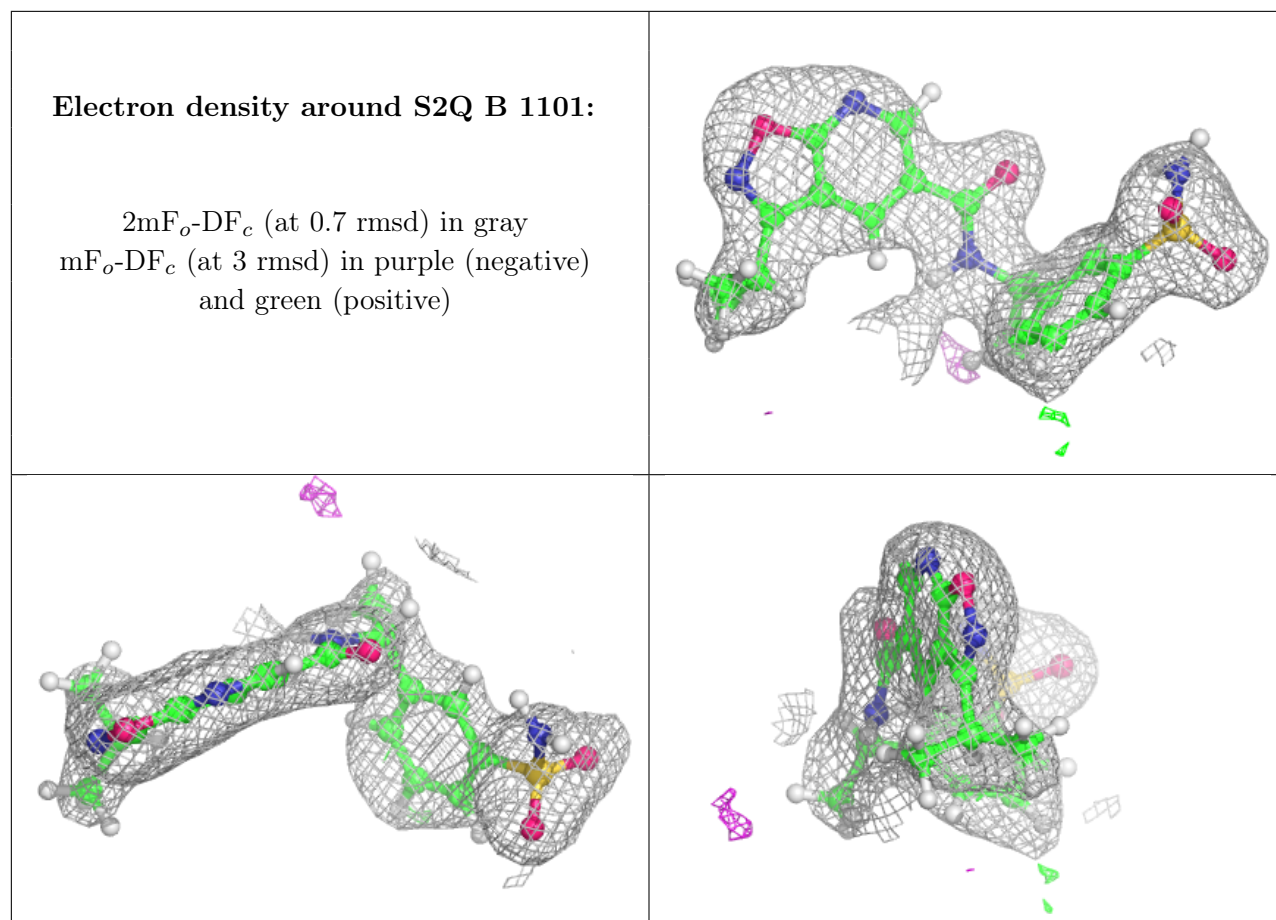 Electron density around S2Q B 1101:
2mFo-DFc (at 0.7 rmsd) in gray
mFo-DFc (at 3 rmsd) in purple (negative)
and green (positive)